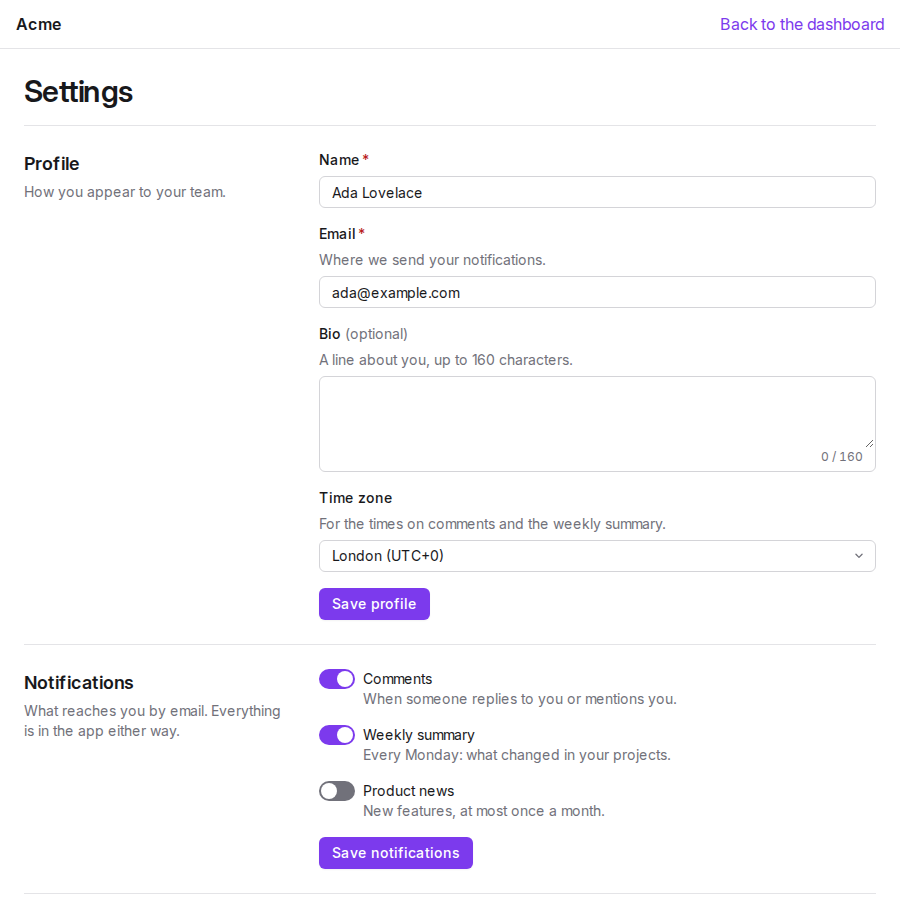 Acme
Back to the dashboard
Settings
Profile
How you appear to your team.
Name *
Ada Lovelace
Email *
Where we send your notifications.
ada@example.com
Bio (optional)
A line about you, up to 160 characters.
0 / 160
Time zone
For the times on comments and the weekly summary.
London (UTC+0)
Save profile
Notifications
What reaches you by email. Everything
is in the app either way.
Comments
When someone replies to you or mentions you.
Weekly summary
Every Monday: what changed in your projects.
Product news
New features, at most once a month.
Save notifications